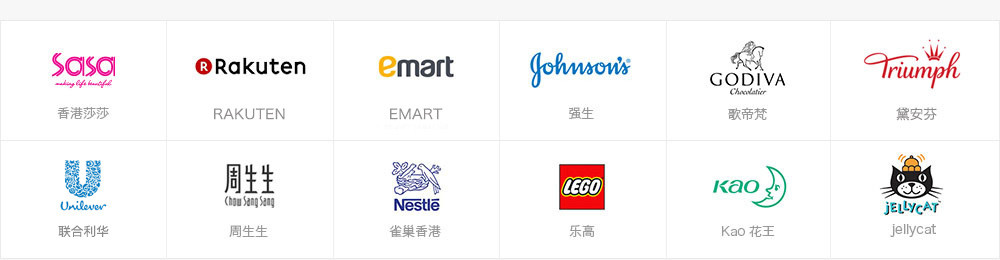 Sasa
making life beautiful
香港莎莎
R Rakuten
RAKUTEN
emart
EMART
Johnson's®
强生
GODIVA
Chocolatier
歌帝梵
Triumph
黛安芬
Unilever
联合利华
周生生
Chow Sang Sang
周生生
Nestlé
雀巢香港
LEGO
乐高
Kao
Kao 花王
JELLYCAT
jellycat